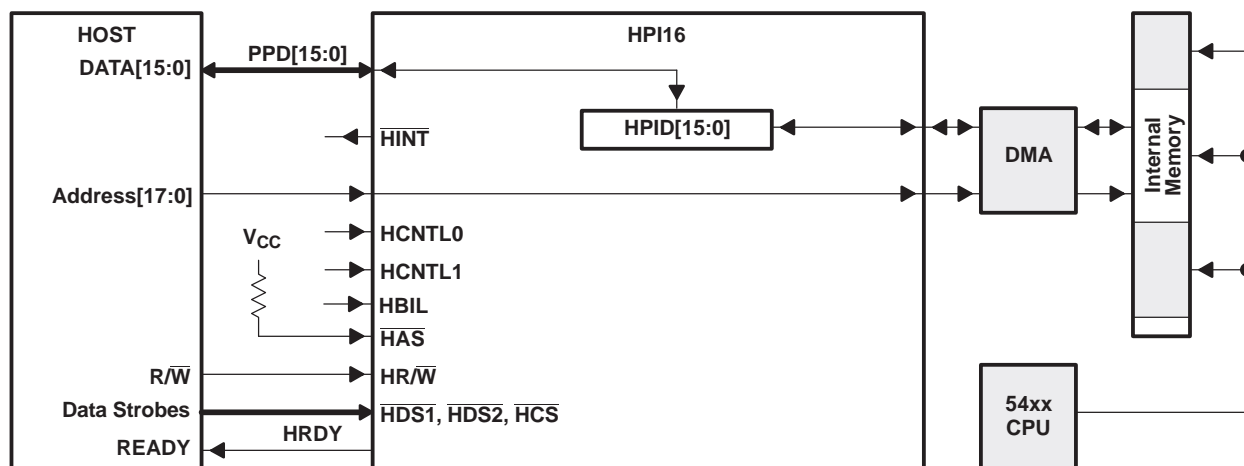 HOST
HPI16
DATA[15:0]
PPD[15:0]
HPID[15:0]
HINT
DMA
Internal
Memory
Address[17:0]
VCC
HCNTL0
HCNTL1
HBIL
HAS
R/W
HR/W
Data Strobes
HDS1, HDS2, HCS
54xx
CPU
READY
HRDY